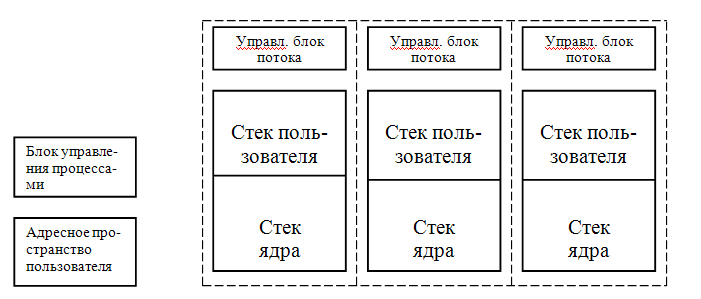 Управл. блок
потока
Управл. блок
потока
Управл. блок
потока
Стек поль-
зователя
Стек поль-
зователя
Стек поль-
зователя
Блок управле-
ния процесса-
ми
Адресное про-
странство
пользователя
Стек
ядра
Стек
ядра
Стек
ядра